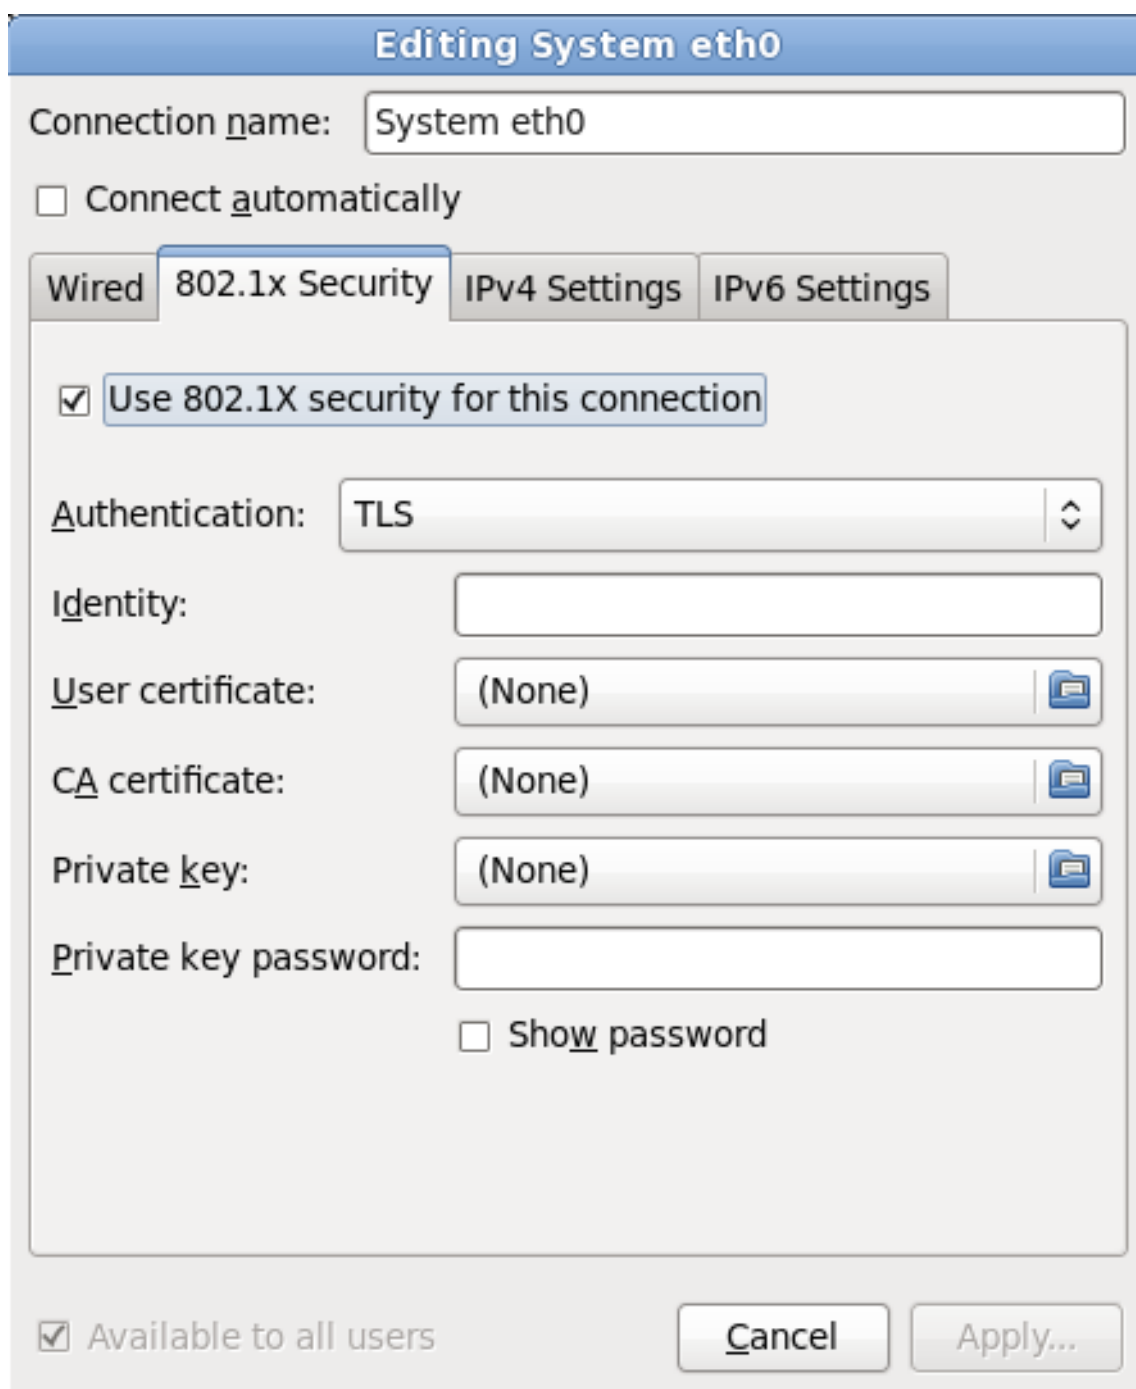 Editing System eth0
Connection name: System eth0
Connect automatically
Wired 802.1x Security IPv4 Settings IPv6 Settings
Use 802.1X security for this connection
Authentication: TLS
Identity:
User certificate: (None)
CA certificate: (None)
Private key: (None)
Private key password:
Show password
Available to all users Cancel Apply...